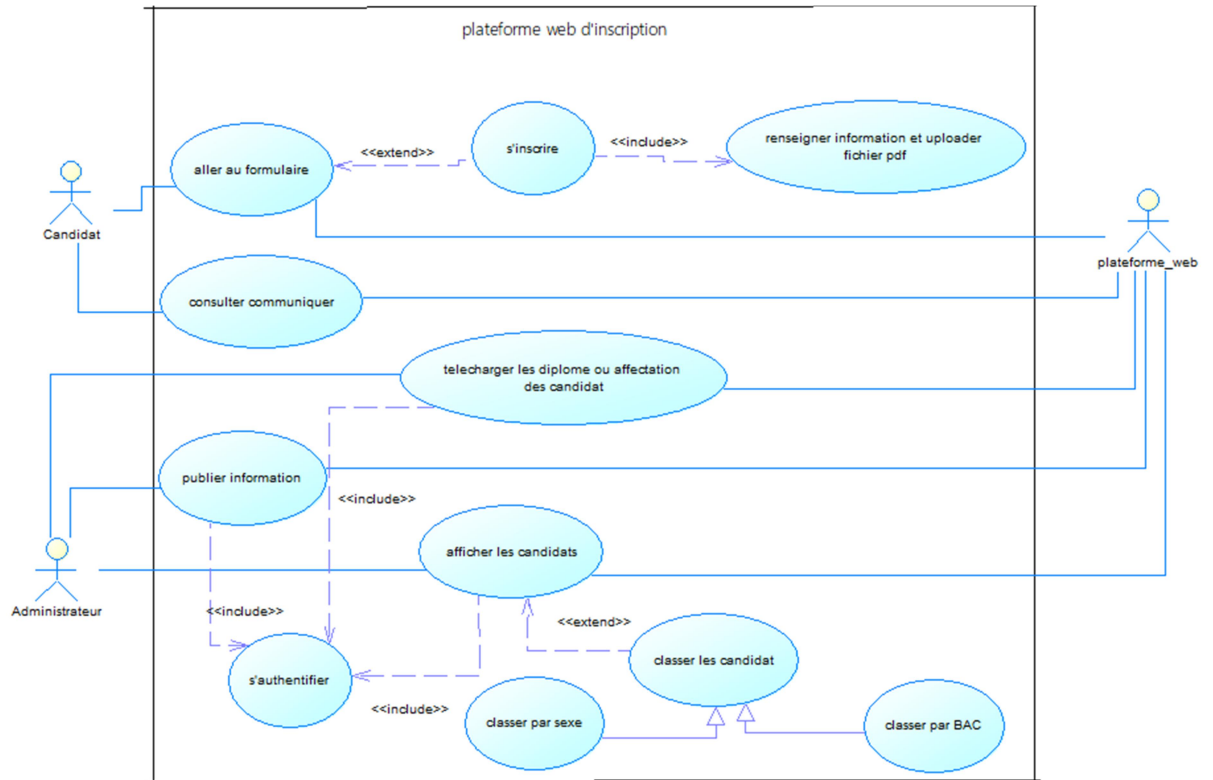 plateforme web d'inscription
<<extend>>
s'inscrire
<<include>>
renseigner information et uploader
fichier pdf
aller au formulaire
Candidat
plateforme_web
consulter communiquer
telecharger les diplome ou affectation
des candidat
publier information
<<include>>
afficher les candidats
Administrateur
<<include>>
<<extend>>
classer les candidat
s'authentifier
<<include>>
classer par sexe
classer par BAC